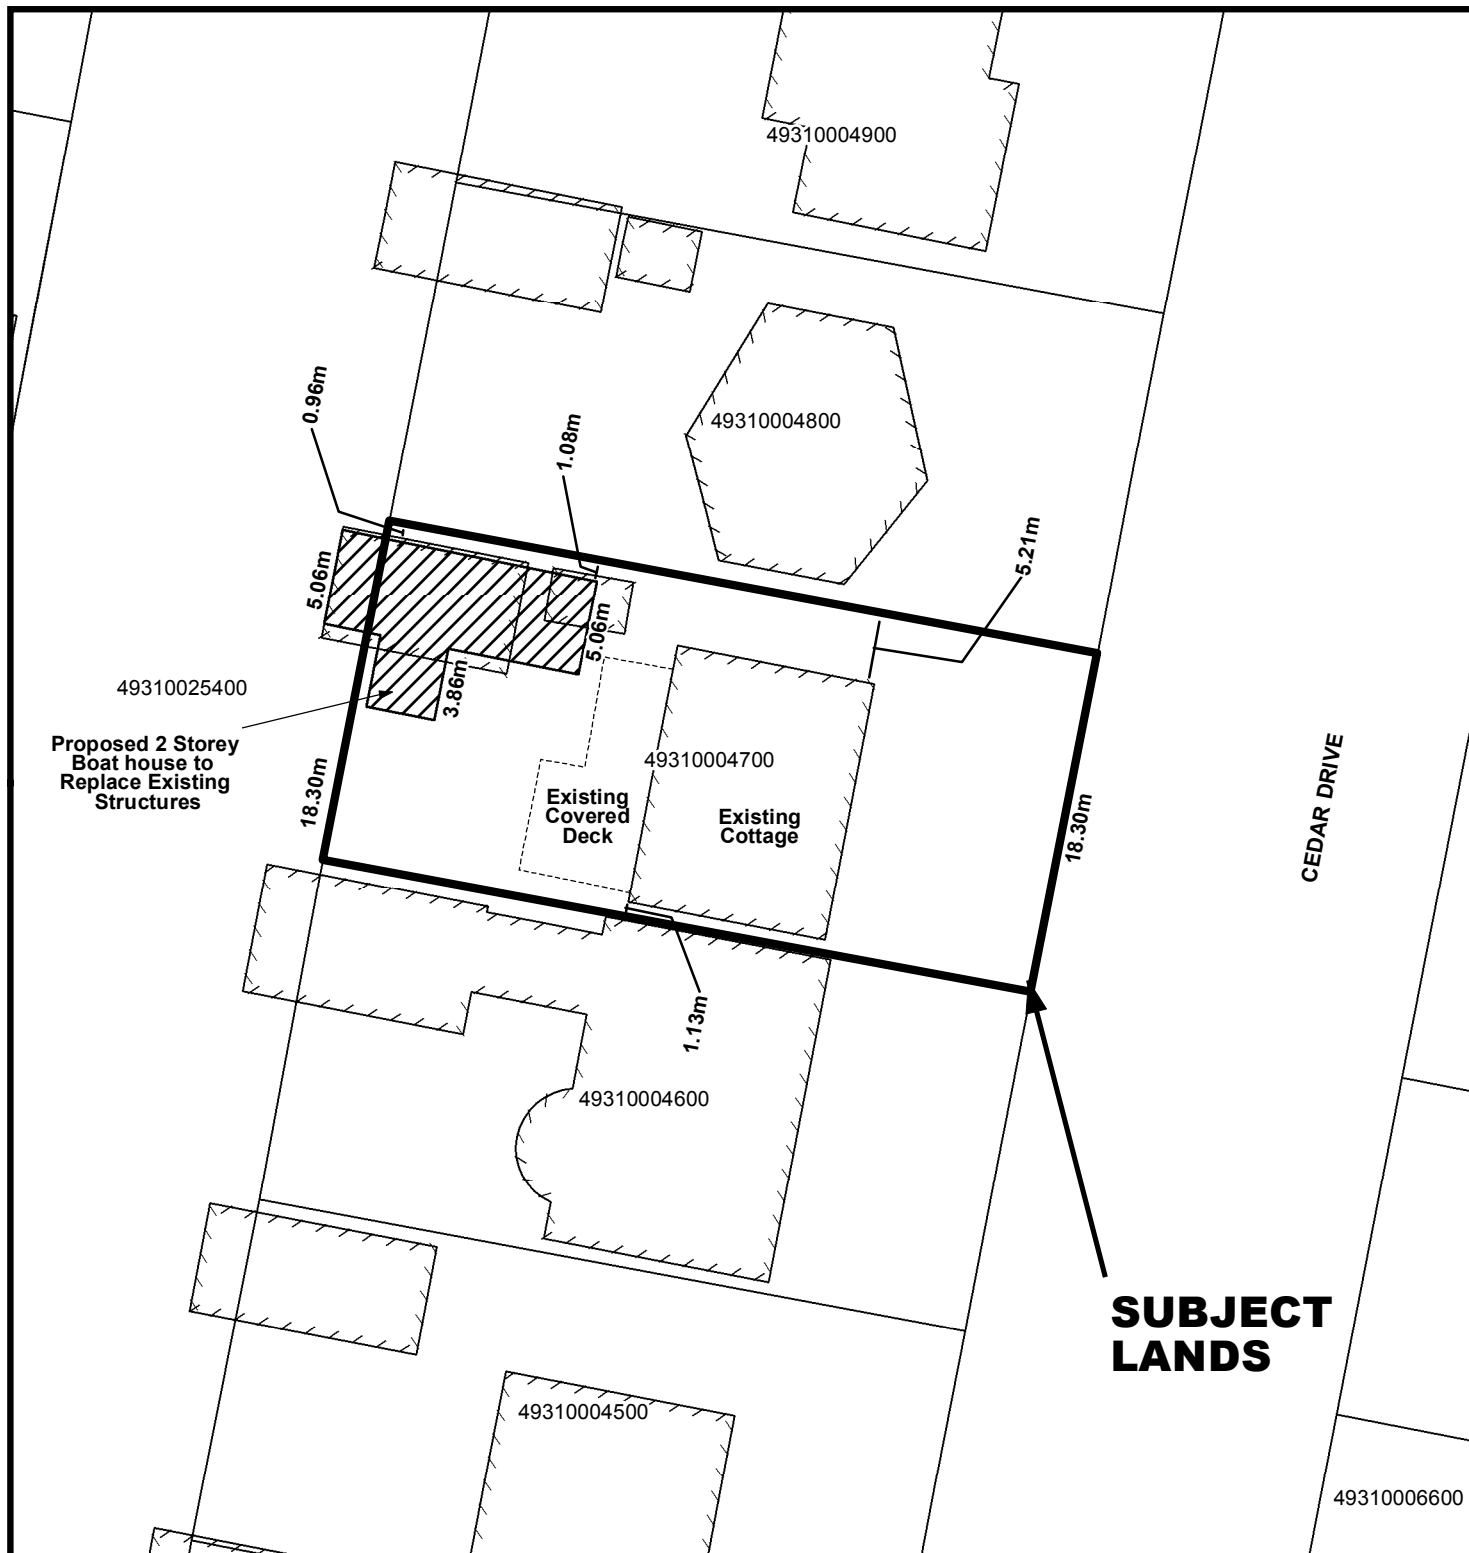 49310004900
0.96m
1.08m
49310004800
5.21m
5.06m
5.06m
3.86m
49310025400
Proposed 2 Storey
Boat house to
Replace Existing
Structures
18.30m
49310004700
Existing
Covered
Deck
Existing
Cottage
18.30m
CEDAR DRIVE
1.13m
49310004600
SUBJECT
LANDS
49310004500
49310006600